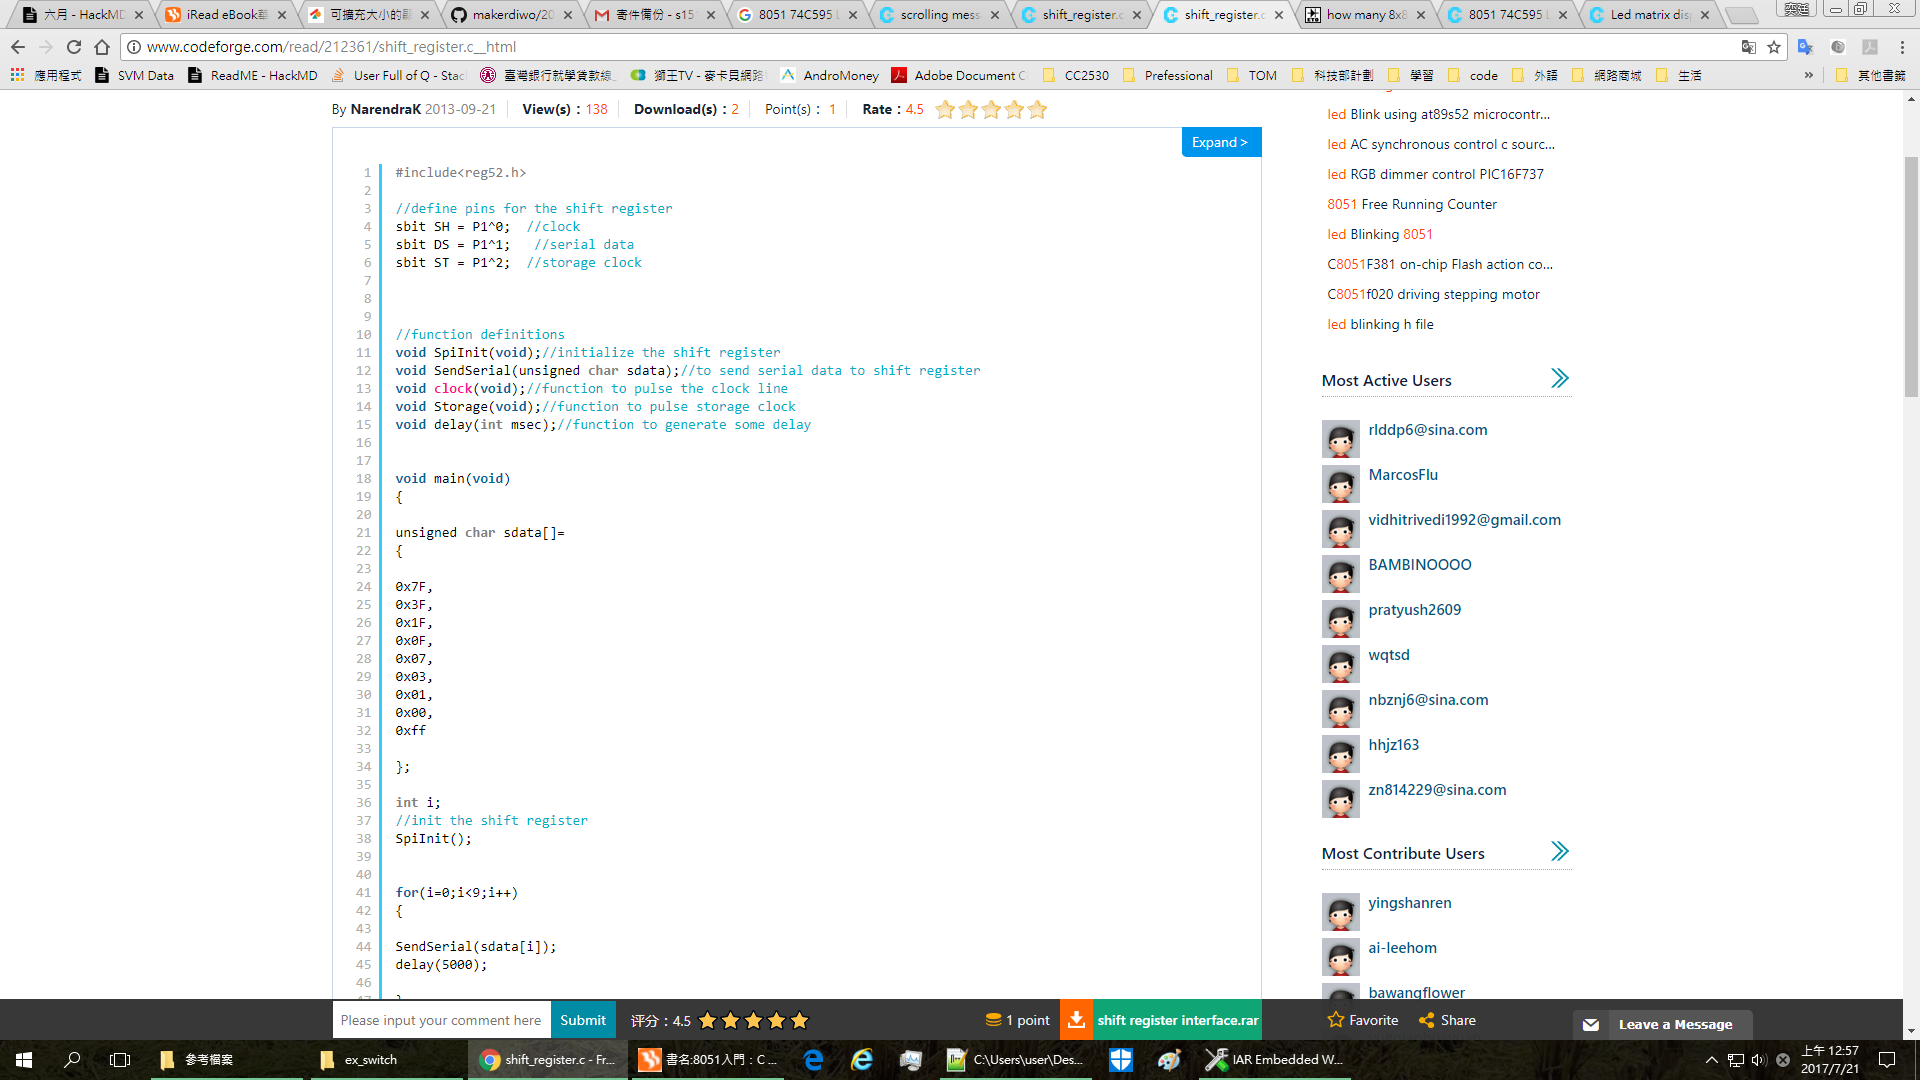 六月 - HackMD
iRead eBook華
可擴充大小的顯
makerdiwo/20
寄件備份 - s15
8051 74C595 L
scrolling mess
shift_register.c
shift_register.c
how many 8x8
8051 74C595 L
Led matrix dis
www.codeforge.com/read/212361/shift_register.c__html
應用程式
SVM Data
ReadME - HackMD
User Full of Q - Stac
臺灣銀行就學貸款線
獅王TV - 麥卡貝網路
AndroMoney
Adobe Document C
CC2530
Prefessional
TOM
科技部計劃
學習
code
外語
網路商城
生活
»
其他書籤
By NarendraK 2013-09-21
View(s)：138
Download(s)：2
Point(s)： 1
Rate：4.5
Expand >
1 #include<reg52.h>
2
3 //define pins for the shift register
4 sbit SH = P1^0;  //clock
5 sbit DS = P1^1;   //serial data
6 sbit ST = P1^2;  //storage clock
7
8
9
10 //function definitions
11 void SpiInit(void);//initialize the shift register
12 void SendSerial(unsigned char sdata);//to send serial data to shift register
13 void clock(void);//function to pulse the clock line
14 void Storage(void);//function to pulse storage clock
15 void delay(int msec);//function to generate some delay
16
17
18 void main(void)
19 {
20
21 unsigned char sdata[]=
22 {
23
24 0x7F,
25 0x3F,
26 0x1F,
27 0x0F,
28 0x07,
29 0x03,
30 0x01,
31 0x00,
32 0xff
33
34 };
35
36 int i;
37 //init the shift register
38 SpiInit();
39
40
41 for(i=0;i<9;i++)
42 {
43
44 SendSerial(sdata[i]);
45 delay(5000);
46
led Blink using at89s52 microcontr...
led AC synchronous control c sourc...
led RGB dimmer control PIC16F737
8051 Free Running Counter
led Blinking 8051
C8051F381 on-chip Flash action co...
C8051f020 driving stepping motor
led blinking h file
Most Active Users
rlddp6@sina.com
MarcosFlu
vidhitrivedi1992@gmail.com
BAMBINOOOO
pratyush2609
wqtsd
nbznj6@sina.com
hhjz163
zn814229@sina.com
Most Contribute Users
yingshanren
ai-leehom
bawangflower
Please input your comment here
Submit
评分：4.5
1 point
shift register interface.rar
Favorite
Share
Leave a Message
參考檔案
ex_switch
shift_register.c - Fr...
書名:8051入門：C ...
C:\Users\user\Des...
IAR Embedded W...
上午 12:57
2017/7/21